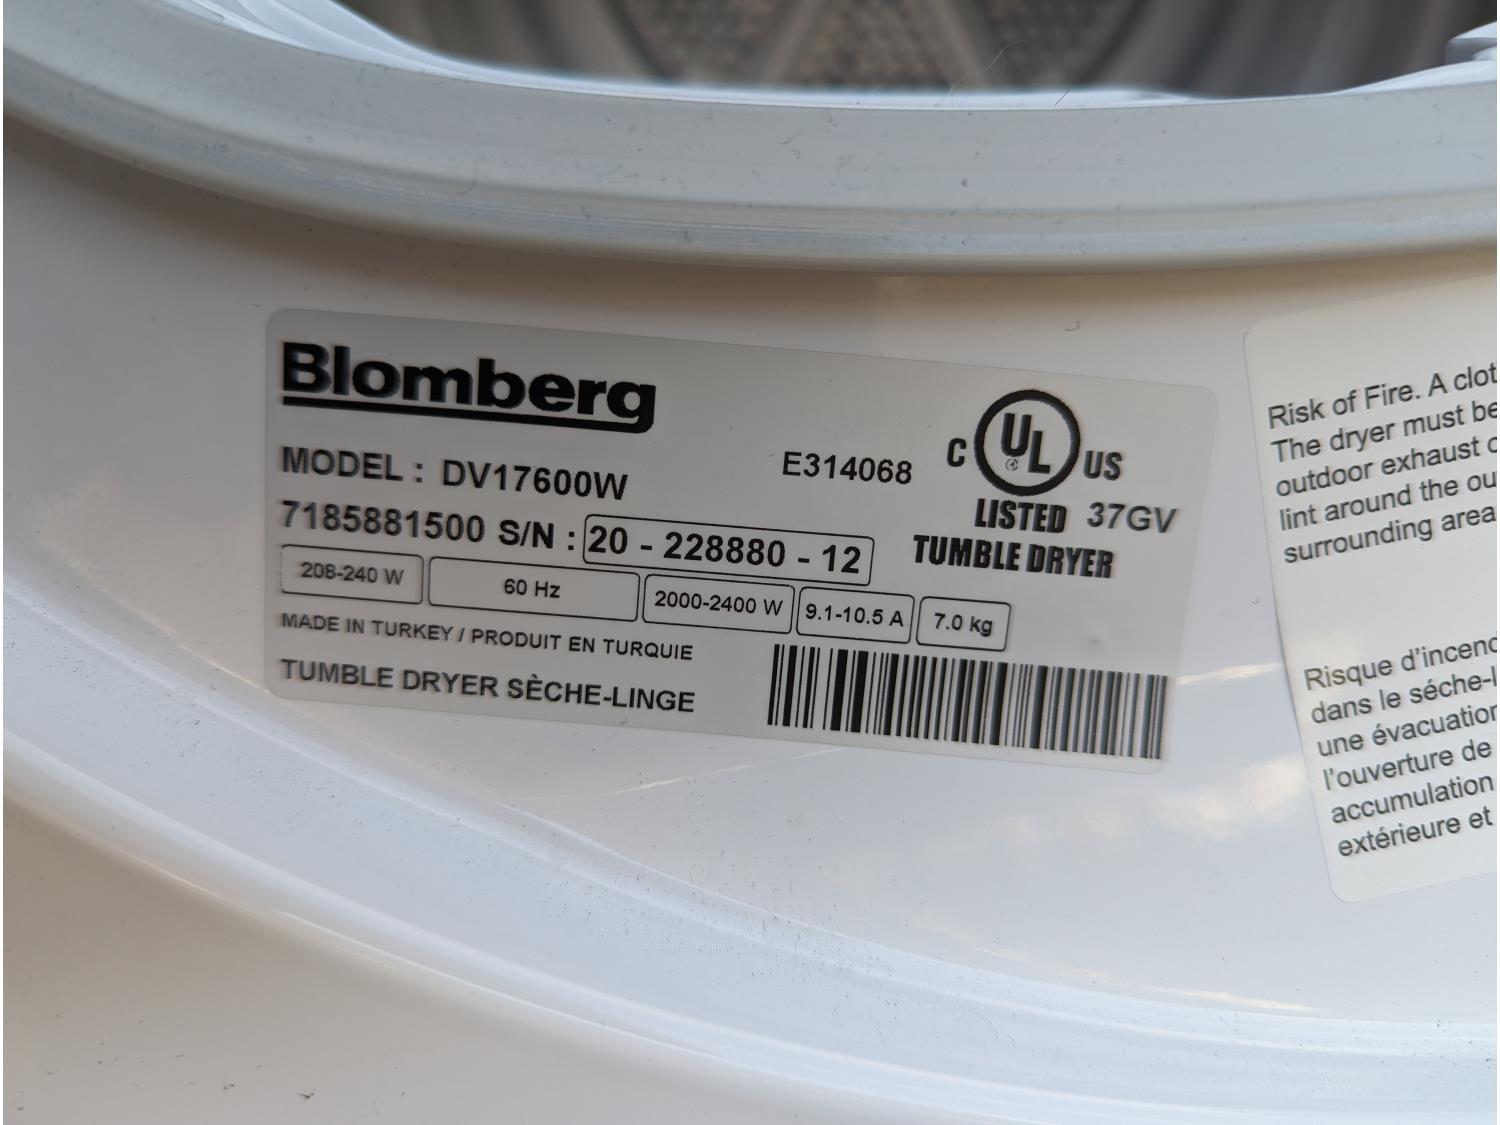 Blomberg
MODEL : DV17600W
E314068
C UL US
LISTED 37GV
TUMBLE DRYER
7185881500 S/N : 20 - 228880 - 12
208-240 W 60 Hz 2000-2400 W 9.1-10.5 A 7.0 kg
MADE IN TURKEY / PRODUIT EN TURQUIE
TUMBLE DRYER SÈCHE-LINGE
Risk of Fire. A clot
The dryer must be
outdoor exhaust
lint around the ou
surrounding area
Risque d'incend
dans le séche-l
une évacuation
l'ouverture de
accumulation
extérieure et